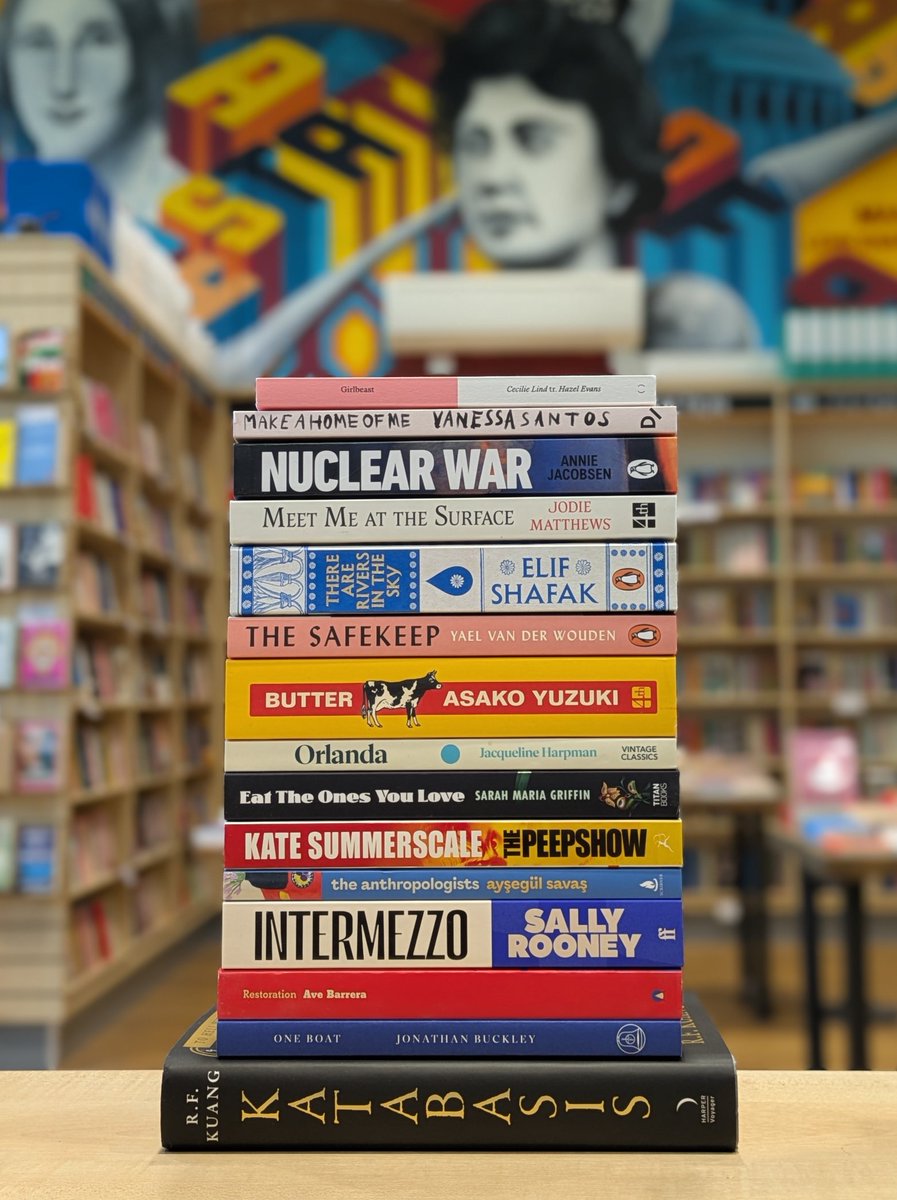 Girlbeast Cecilie Lind tr. Hazel Evans
MAKE A HOME OF ME VANESSA SANTOS D/
NUCLEAR WAR ANNIE JACOBSEN
MEET ME AT THE SURFACE JODIE MATTHEWS 4th
THERE ARE RIVERS IN THE SKY ELIF SHAFAK
THE SAFEKEEP YAEL VAN DER WOUDEN
BUTTER ASAKO YUZUKI
Orlanda Jacqueline Harpman VINTAGE CLASSICS
Eat The Ones You Love SARAH MARIA GRIFFIN TITAN BOOKS
KATE SUMMERSCALE THE PEEPSHOW
the anthropologists ayşegül savaş SCRIBNER
INTERMEZZO SALLY ROONEY ff
Restoration Ave Barrera
ONE BOAT JONATHAN BUCKLEY
R.F. KUANG KATABASIS HARPER Voyager